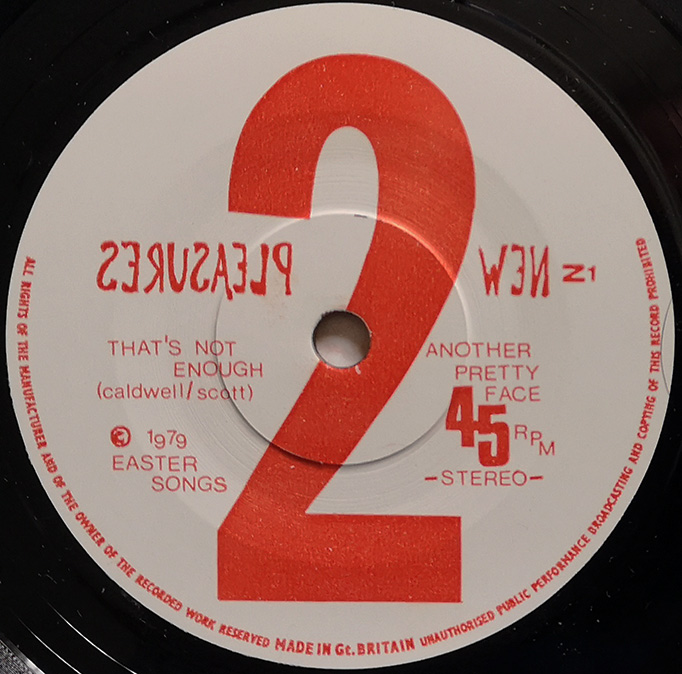 2
NEW PLEASURES Z1
THAT'S NOT
ENOUGH
(caldwell/scott)
© 1979
EASTER
SONGS
ANOTHER
PRETTY
FACE
45 RPM
-STEREO-
ALL RIGHTS OF THE MANUFACTURER AND OF THE OWNER OF THE RECORDED WORK RESERVED MADE IN Gt. BRITAIN UNAUTHORISED PUBLIC PERFORMANCE BROADCASTING AND COPYING OF THIS RECORD PROHIBITED